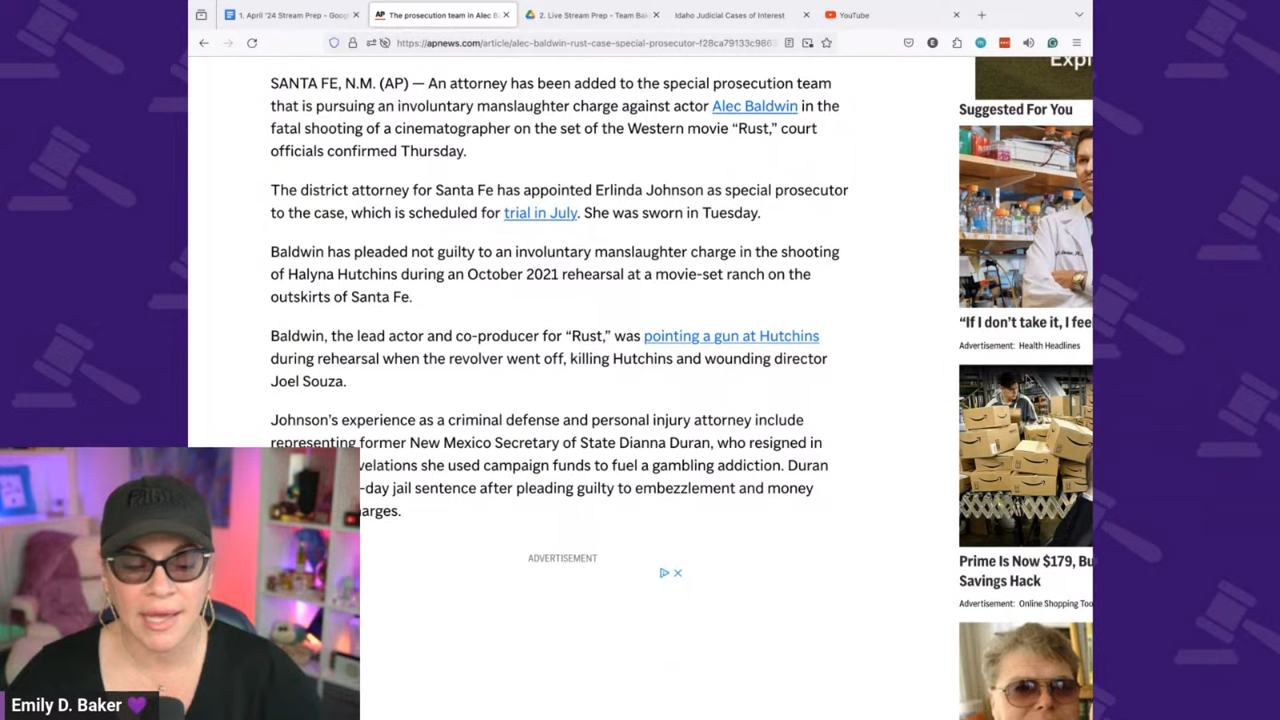 1. April '24 Stream Prep - Goog
AP The prosecution team in Alec B
2. Live Stream Prep - Team Bak
Idaho Judicial Cases of Interest
YouTube
https://apnews.com/article/alec-baldwin-rust-case-special-prosecutor-f28ca79133c986
Expl
SANTA FE, N.M. (AP) — An attorney has been added to the special prosecution team
that is pursuing an involuntary manslaughter charge against actor Alec Baldwin in the
fatal shooting of a cinematographer on the set of the Western movie “Rust,” court
officials confirmed Thursday.
The district attorney for Santa Fe has appointed Erlinda Johnson as special prosecutor
to the case, which is scheduled for trial in July. She was sworn in Tuesday.
Baldwin has pleaded not guilty to an involuntary manslaughter charge in the shooting
of Halyna Hutchins during an October 2021 rehearsal at a movie-set ranch on the
outskirts of Santa Fe.
Baldwin, the lead actor and co-producer for “Rust,” was pointing a gun at Hutchins
during rehearsal when the revolver went off, killing Hutchins and wounding director
Joel Souza.
Johnson’s experience as a criminal defense and personal injury attorney include
representing former New Mexico Secretary of State Dianna Duran, who resigned in
velations she used campaign funds to fuel a gambling addiction. Duran
-day jail sentence after pleading guilty to embezzlement and money
arges.
ADVERTISEMENT
Suggested For You
“If I don’t take it, I fee
Advertisement: Health Headlines
Prime Is Now $179, Bu
Savings Hack
Advertisement: Online Shopping Too
Emily D. Baker